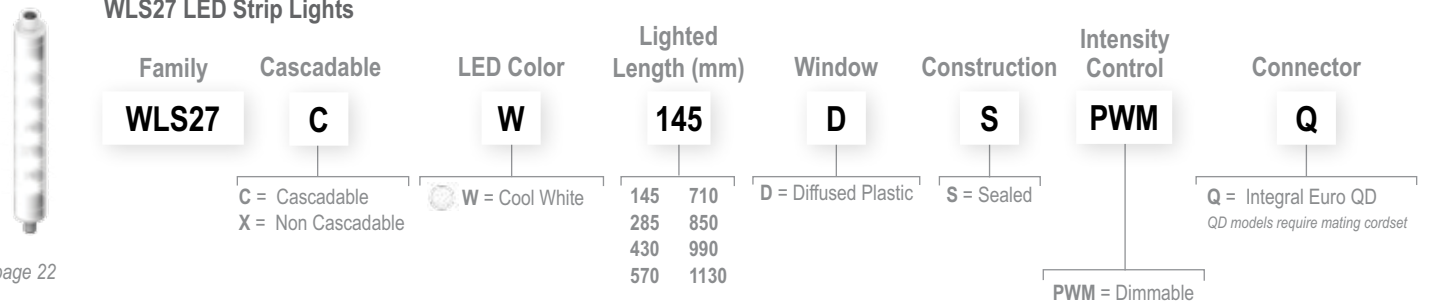 WLS27 LED Strip Lights
Family
Cascadable
LED Color
Lighted
Length (mm)
Window
Construction
Intensity
Control
Connector
WLS27
C
W
145
D
S
PWM
Q
C = Cascadable
X = Non Cascadable
W = Cool White
145 710
285 850
430 990
570 1130
D = Diffused Plastic
S = Sealed
Q = Integral Euro QD
QD models require mating cordset
PWM = Dimmable
page 22